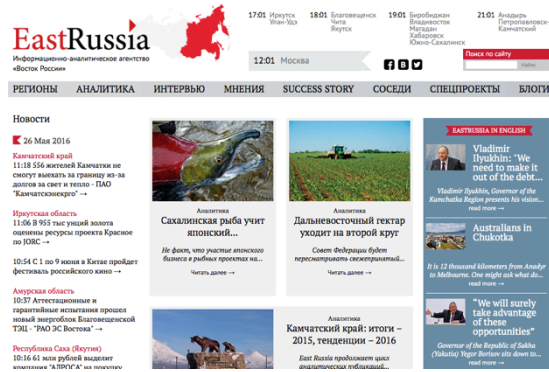 17:01 Иркутск
Улан-Удэ
18:01 Благовещенск
Чита
Якутск
19:01 Биробиджан
Владивосток
Магадан
Хабаровск
Южно-Сахалинск
21:01 Анадырь
Петропавловск-
Камчатский
EastRussia
Информационно-аналитическое агентство
«Восток России»
12:01 Москва
Поиск по сайту
Найти
РЕГИОНЫ АНАЛИТИКА ИНТЕРВЬЮ МНЕНИЯ SUCCESS STORY СОСЕДИ СПЕЦПРОЕКТЫ БЛОГИ
Новости
26 Мая 2016
Камчатский край
11:18 556 жителей Камчатки не
смогут выехать за границу из-за
долгов за свет и тепло - ПАО
"Камчатскэнерго" →
Иркутская область
11:06 В 955 тыс унций золота
оценены ресурсы проекта Красное
по JORC →
10:54 С 1 по 9 июня в Китае пройдет
фестиваль российского кино →
Амурская область
10:37 Аттестационные и
гарантийные испытания прошел
новый энергоблок Благовещенской
ТЭЦ - "РАО ЭС Востока" →
Республика Саха (Якутия)
10:16 61 млн рублей выделит
компания "АЛРОСА" на покупку
Аналитика
Сахалинская рыба учит
японский...
Не факт, что участие японского
бизнеса в рыбных проектах на...
Читать далее →
Аналитика
Дальневосточный гектар
уходит на второй круг
Совет Федерации будет
пересматривать свежепринятый...
Читать далее →
Аналитика
Камчатский край: итоги –
2015, тенденции – 2016
East Russia продолжает цикл
аналитических публикаций...
EASTRUSSIA IN ENGLISH
Vladimir
Ilyukhin: "We
need to make it
out of the debt...
Vladimir Ilyukhin, Governor of the
Kamchatka Region presents his vision...
read more →
Australians in
Chukotka
It is 12 thousand kilometers from Anadyr
to Melbourne. One might ask what do...
read more →
“We will surely
take advantage
of these
opportunities”
Governor of the Republic of Sakha
(Yakutia) Yegor Borisov sits down to...
read more →